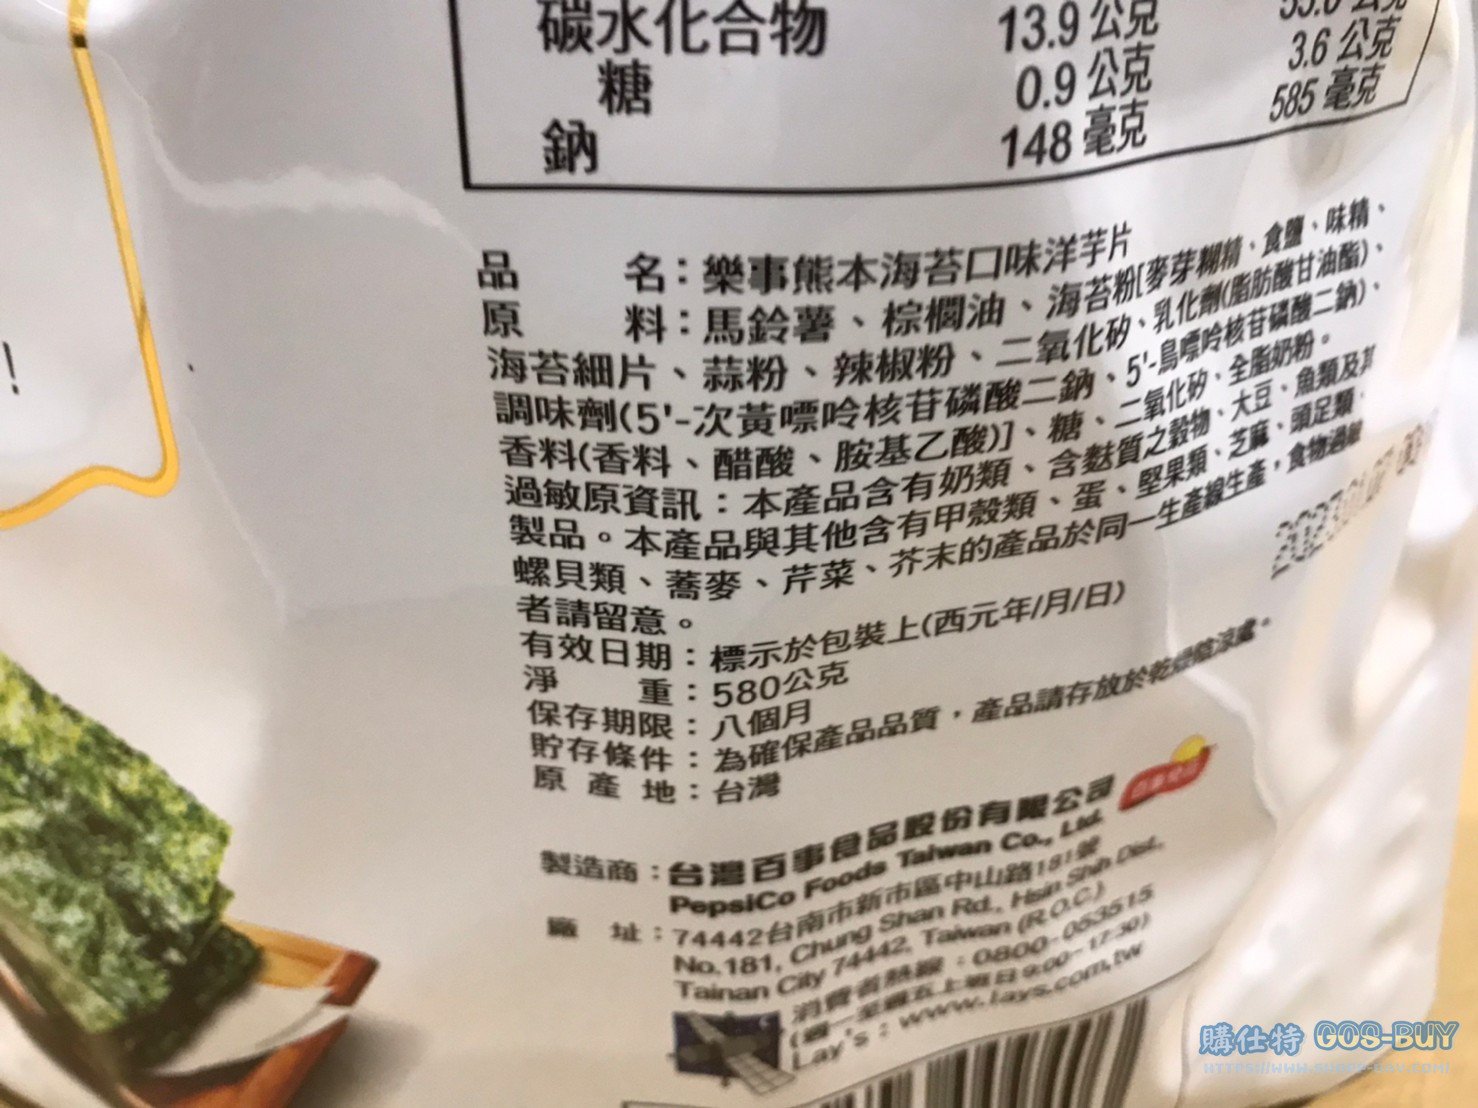 碳水化合物 13.9 公克 公克
糖 0.9 公克 3.6 公克
鈉 148 毫克 585 毫克
!
品 名：樂事熊本海苔口味洋芋片
原 料：馬鈴薯、棕櫚油、海苔粉[麥芽糊精、食鹽、味精、
海苔細片、蒜粉、辣椒粉、二氧化矽、乳化劑(脂肪酸甘油酯)、
調味劑(5'-次黃嘌呤核苷磷酸二鈉、5'-鳥嘌呤核苷磷酸二鈉)、
香料(香料、醋酸、胺基乙酸)]、糖、二氧化矽、全脂奶粉。
過敏原資訊：本產品含有奶類、含麩質之穀物、大豆、魚類及其
製品。本產品與其他含有甲殼類、蛋、堅果類、芝麻、頭足類、
螺貝類、蕎麥、芹菜、芥末的產品於同一生產線生產，食物過敏
者請留意。
有效日期：標示於包裝上(西元年/月/日)
淨 重：580公克
保存期限：八個月
貯存條件：為確保產品品質，產品請存放於乾燥陰涼處。
原 產 地：台灣
製造商：台灣百事食品股份有限公司
PepsiCo Foods Taiwan Co., Ltd.
廠 址：74442台南市新市區中山路181號
No.181, Chung Shan Rd., Hsin Shih Dist.,
Tainan City 74442, Taiwan (R.O.C.)
消費者熱線：0800-053515
(週一至週五上班日9:00-17:30)
Lay's：www.lays.com.tw
購仕特 GOS-BUY